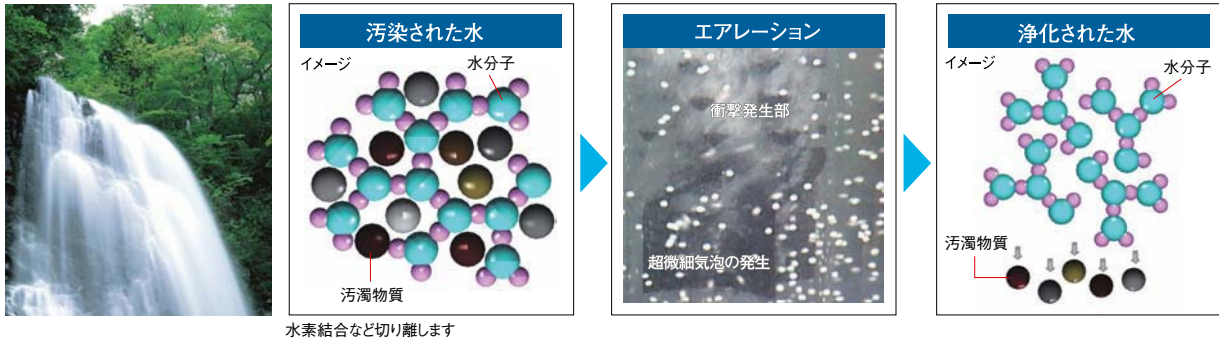 汚染された水
イメージ
水分子
汚濁物質
水素結合など切り離します
エアレーション
衝撃発生部
超微細気泡の発生
浄化された水
イメージ
水分子
汚濁物質